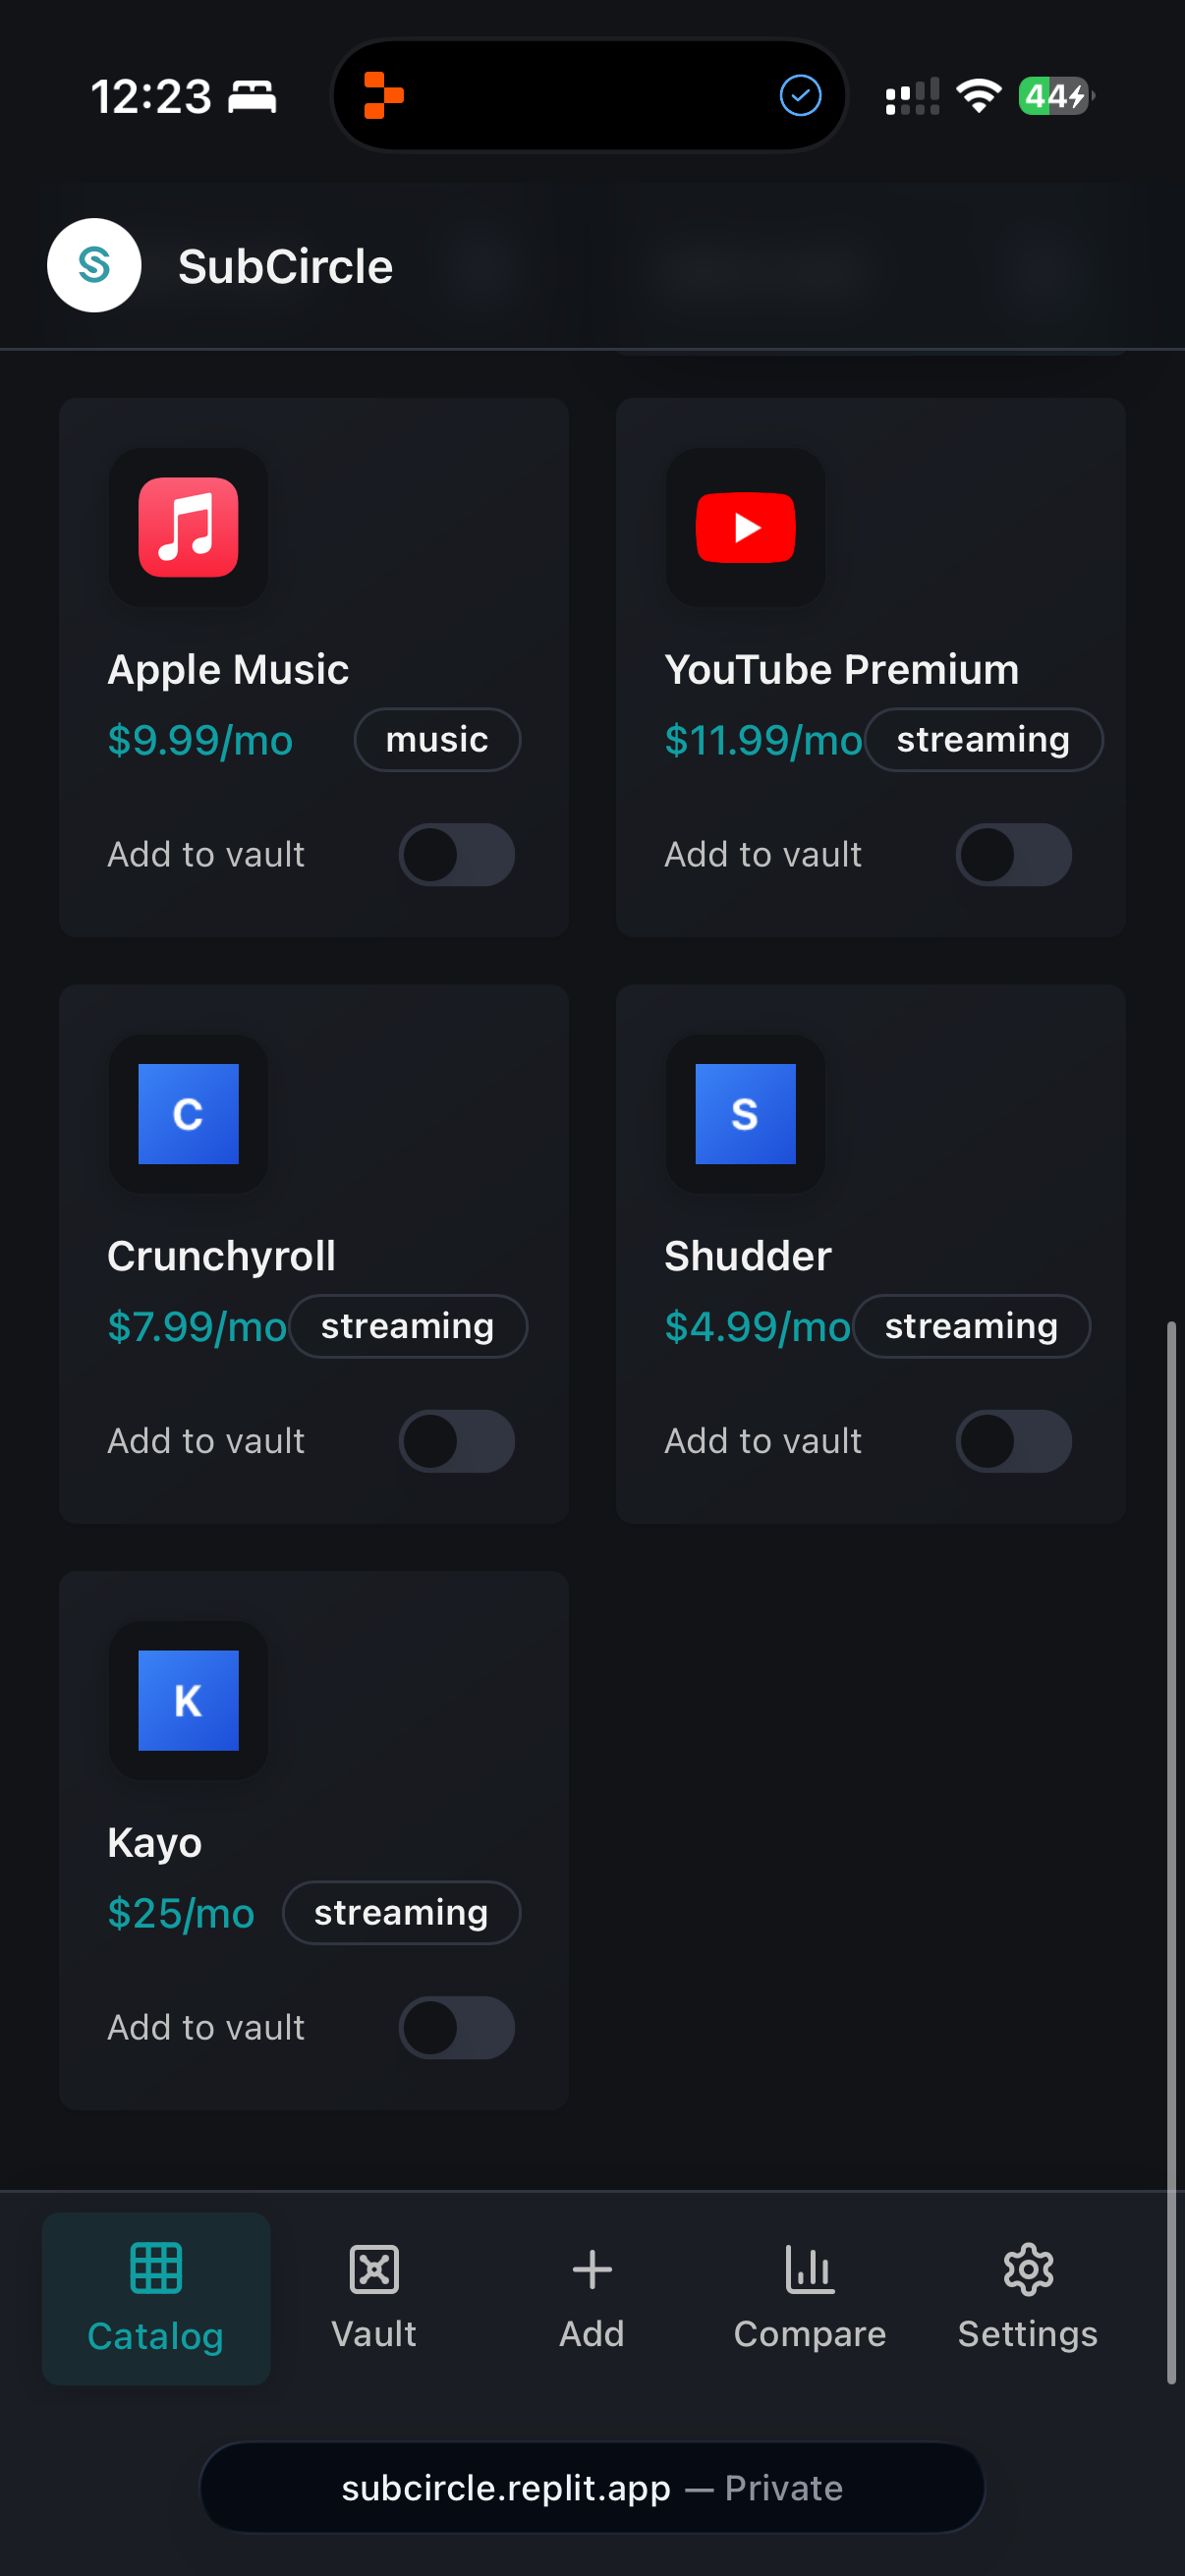 12:23
44
S SubCircle
Apple Music
$9.99/mo music
Add to vault
YouTube Premium
$11.99/mo streaming
Add to vault
C
Crunchyroll
$7.99/mo streaming
Add to vault
S
Shudder
$4.99/mo streaming
Add to vault
K
Kayo
$25/mo streaming
Add to vault
Catalog
Vault
Add
Compare
Settings
subcircle.replit.app — Private